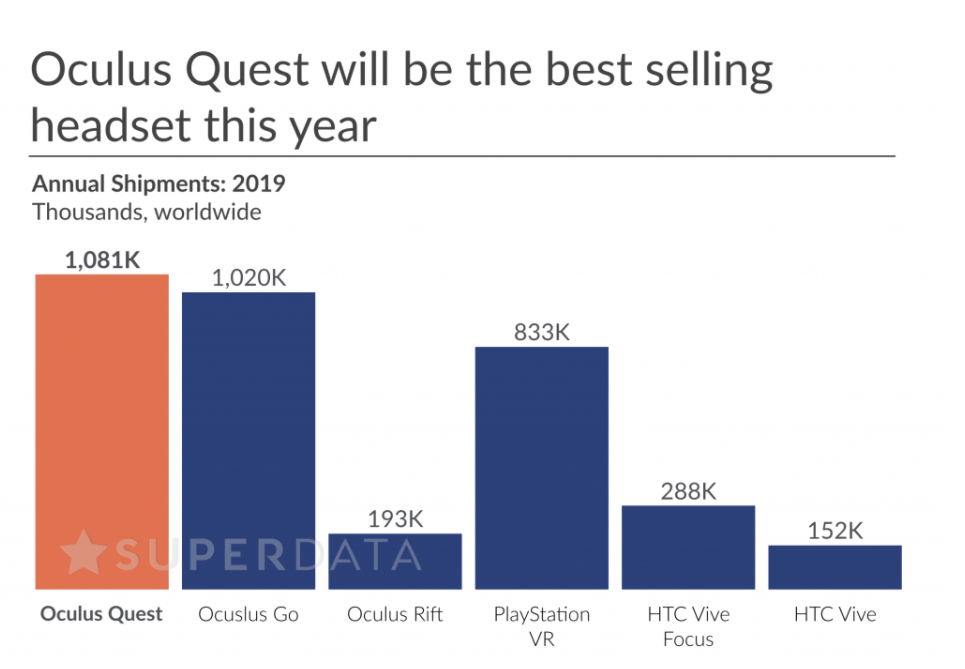 Oculus Quest will be the best selling
headset this year
Annual Shipments: 2019
Thousands, worldwide
1,081K
1,020K
193K
833K
288K
152K
SUPERDATA
Oculus Quest
Ocuslus Go
Oculus Rift
PlayStation
VR
HTC Vive
Focus
HTC Vive